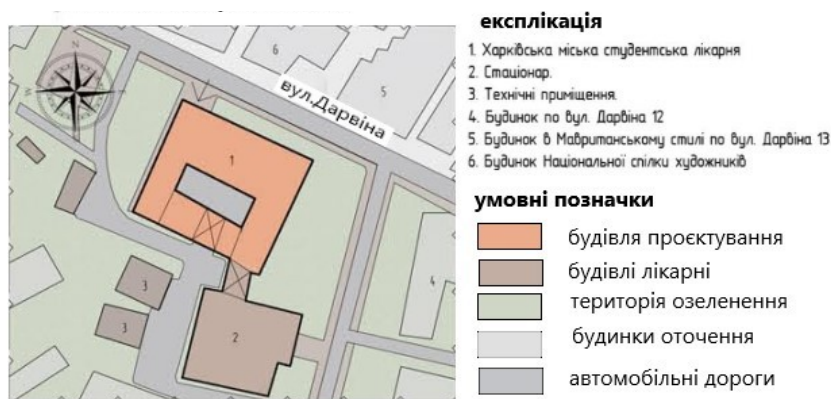 вул.Дарвіна
6
5
1
4
3
3
2
N
експлікація
1. Харківська міська студентська лікарня
2. Стаціонар.
3. Технічні приміщення.
4. Будинок по вул. Дарвіна 12
5. Будинок в Мавританському стилі по вул. Дарвіна 13
6. Будинок Національної спілки художників
умовні позначки
будівля проєктування
будівлі лікарні
територія озеленення
будинки оточення
автомобільні дороги